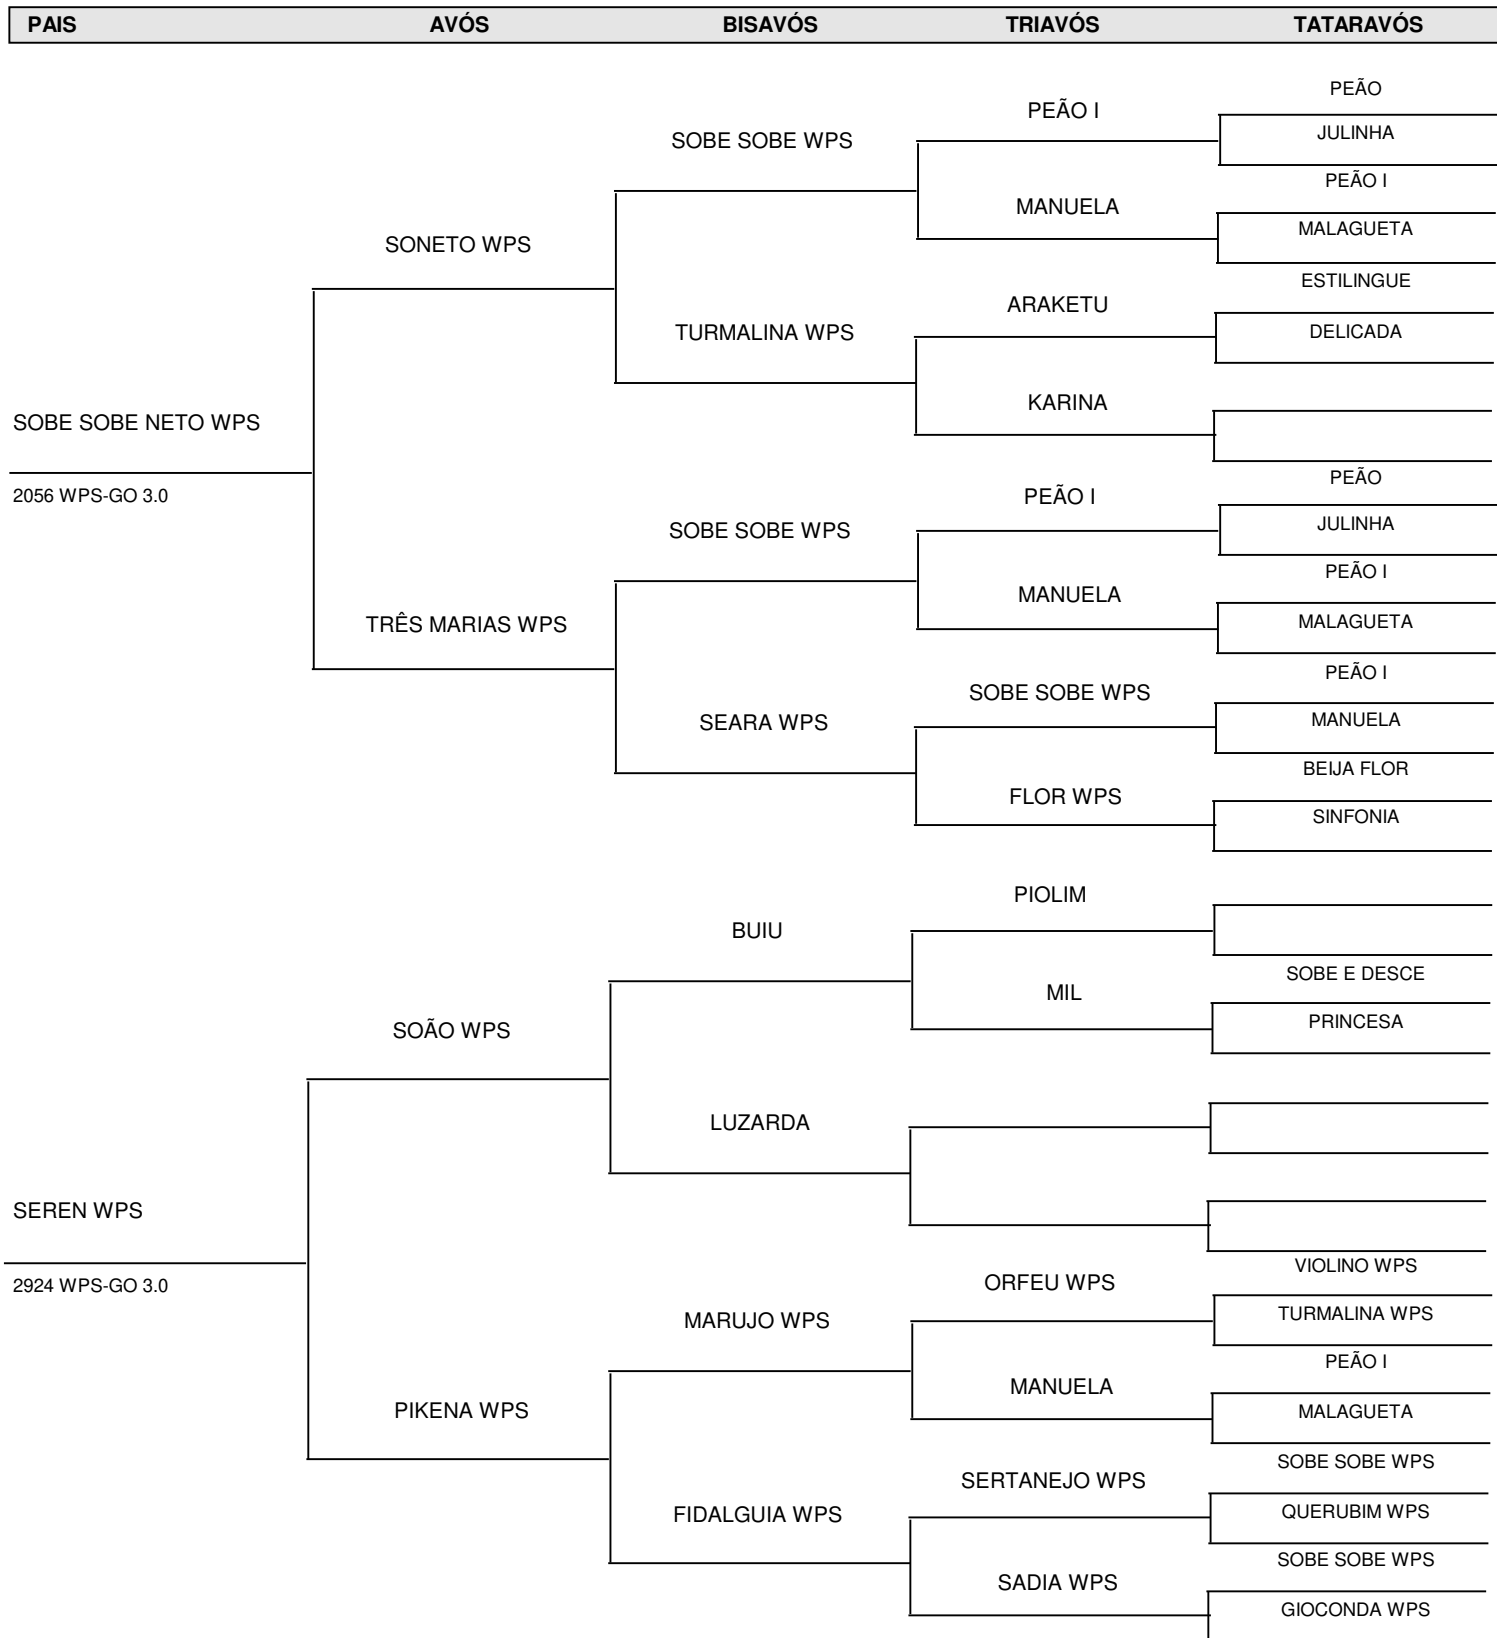 PAIS AVÓS BISAVÓS TRIAVÓS TATARAVÓS
PEÃO
PEÃO I
JULINHA
SOBE SOBE WPS
PEÃO I
MANUELA
MALAGUETA
SONETO WPS
ESTILINGUE
ARAKETU
TURMALINA WPS
DELICADA
KARINA
SOBE SOBE NETO WPS
PEÃO
2056 WPS-GO 3.0
PEÃO I
JULINHA
SOBE SOBE WPS
PEÃO I
MANUELA
TRÊS MARIAS WPS
MALAGUETA
PEÃO I
SOBE SOBE WPS
SEARA WPS
MANUELA
BEIJA FLOR
FLOR WPS
SINFONIA
PIOLIM
BUIU
SOBE E DESCE
MIL
PRINCESA
SOÃO WPS
LUZARDA
SEREN WPS
VIOLINO WPS
2924 WPS-GO 3.0
ORFEU WPS
MARUJO WPS
TURMALINA WPS
PEÃO I
MANUELA
PIKENA WPS
MALAGUETA
SOBE SOBE WPS
SERTANEJO WPS
FIDALGUIA WPS
QUERUBIM WPS
SOBE SOBE WPS
SADIA WPS
GIOCONDA WPS